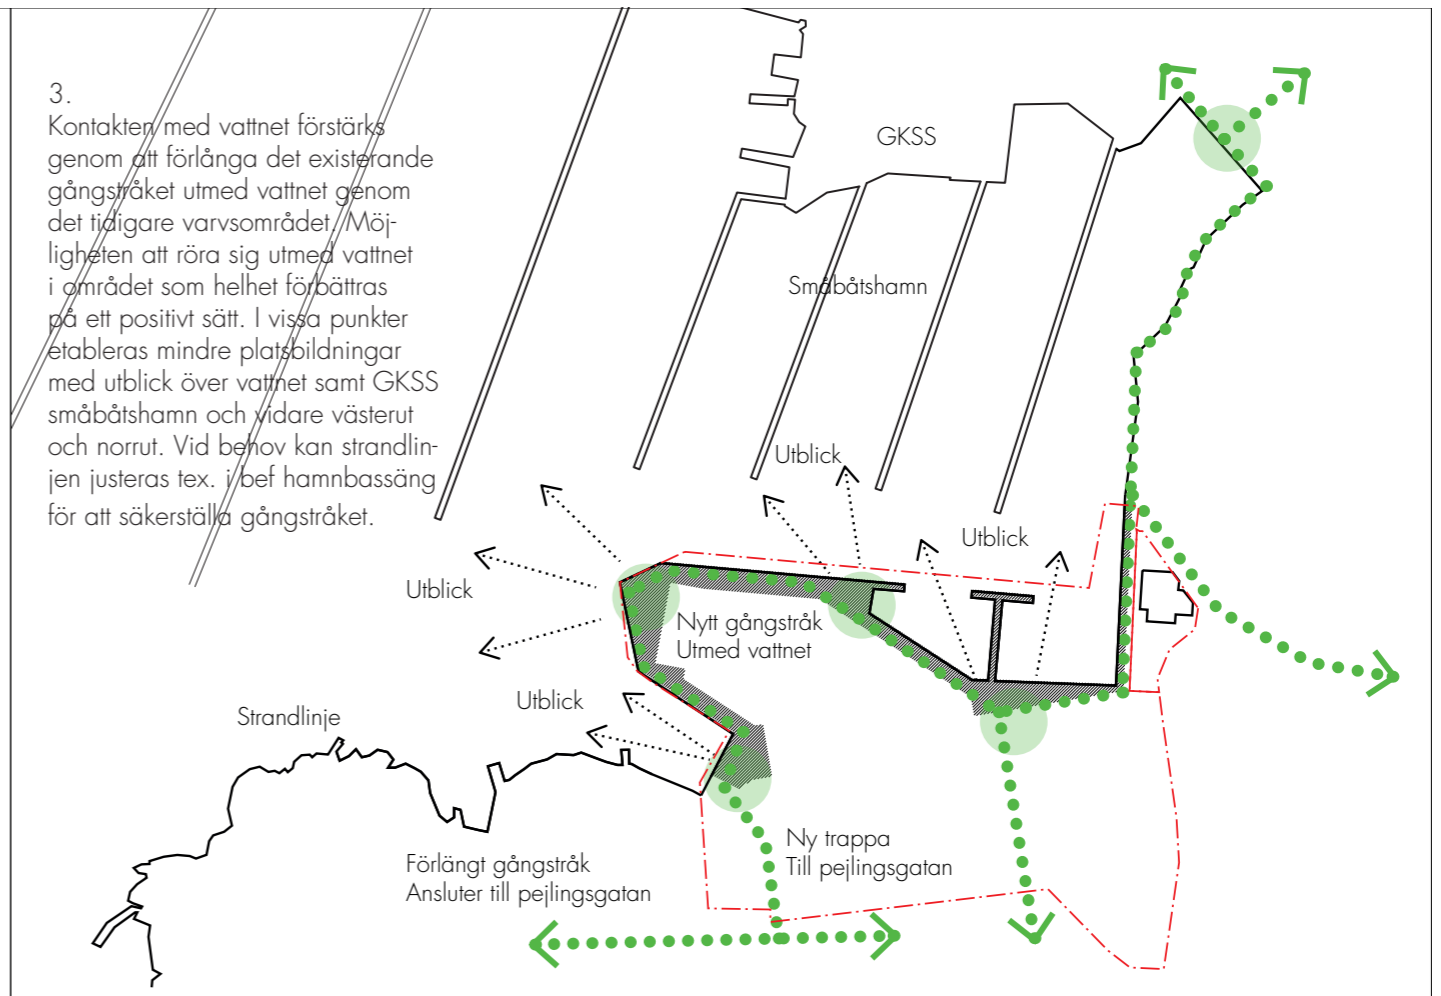 3.
Kontakten med vattnet förstärks
genom att förlånga det existerande
gångstråket utmed vattnet genom
det tidigare varvsområdet. Möj-
ligheten att röra sig utmed vattnet
i området som helhet förbättras
på ett positivt sätt. I vissa punkter
etableras mindre platsbildningar
med utblick över vattnet samt GKSS
småbåtshamn och vidare västerut
och norrut. Vid behov kan strandlin-
jen justeras tex. i bef hamnbassäng
för att säkerställa gångstråket.
GKSS
Småbåtshamn
Utblick
Utblick
Utblick
Nytt gångstråk
Utmed vattnet
Utblick
Strandlinje
Ny trappa
Till pejlingsgatan
Förlängt gångstråk
Ansluter till pejlingsgatan